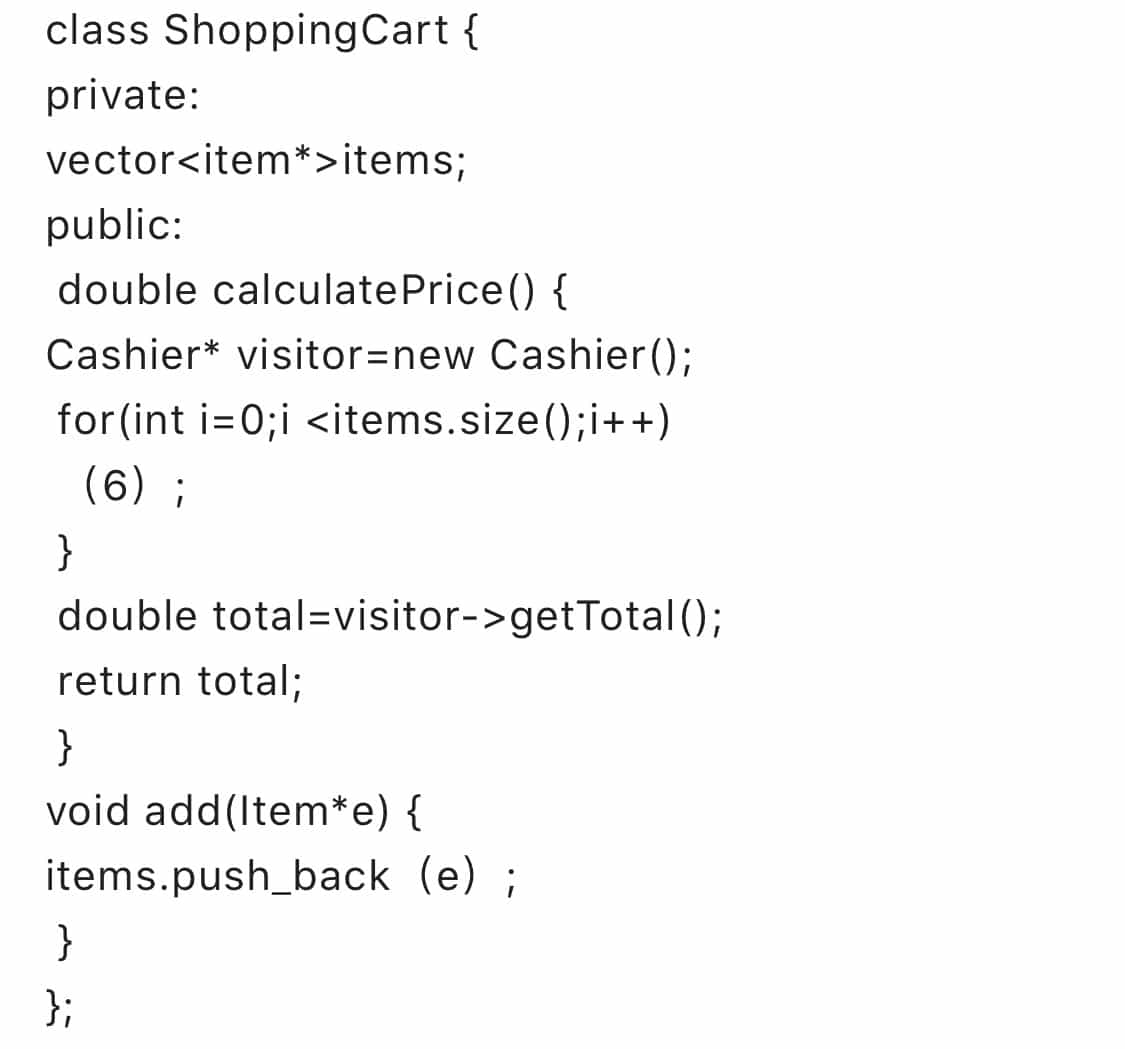 class ShoppingCart {
private:
vector<item*>items;
public:
double calculatePrice() {
Cashier* visitor=new Cashier();
for(int i=0;i <items.size();i++)
（6）;
}
double total=visitor->getTotal();
return total;
}
void add(Item*e) {
items.push_back（e）;
}
};